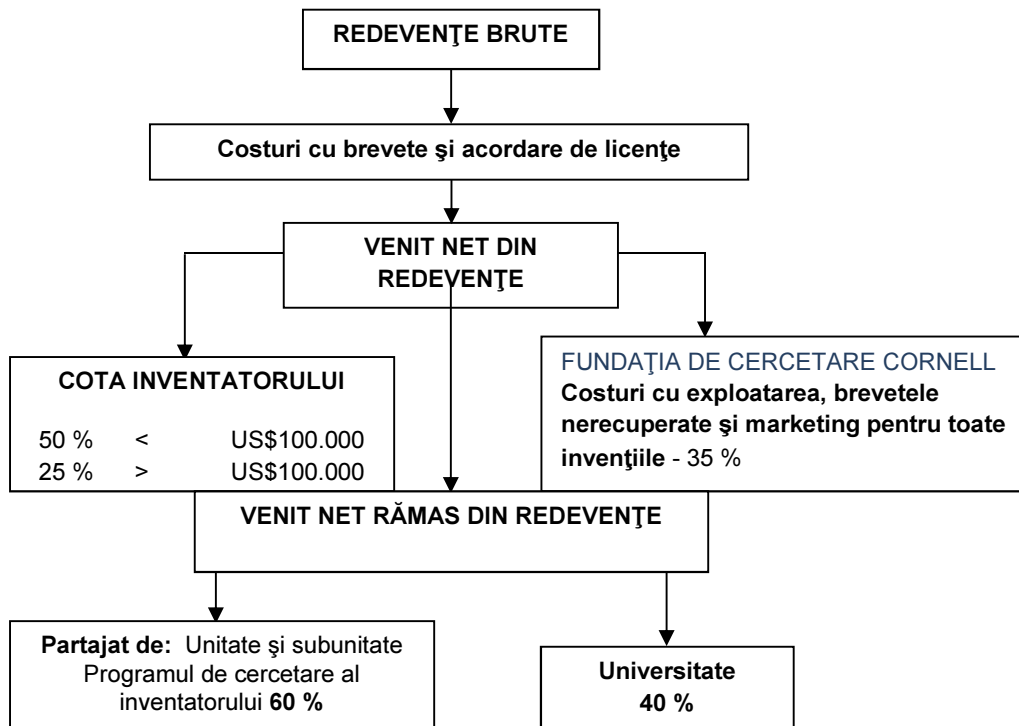 REDEVENŢE BRUTE
Costuri cu brevete şi acordare de licenţe
VENIT NET DIN
REDEVENŢE
COTA INVENTATORULUI
50 % < US$100.000
25 % > US$100.000
FUNDAŢIA DE CERCETARE CORNELL
Costuri cu exploatarea, brevetele
nerecuperate şi marketing pentru toate
invenţiile - 35 %
VENIT NET RĂMAS DIN REDEVENŢE
Partajat de: Unitate şi subunitate
Programul de cercetare al
inventatorului 60 %
Universitate
40 %